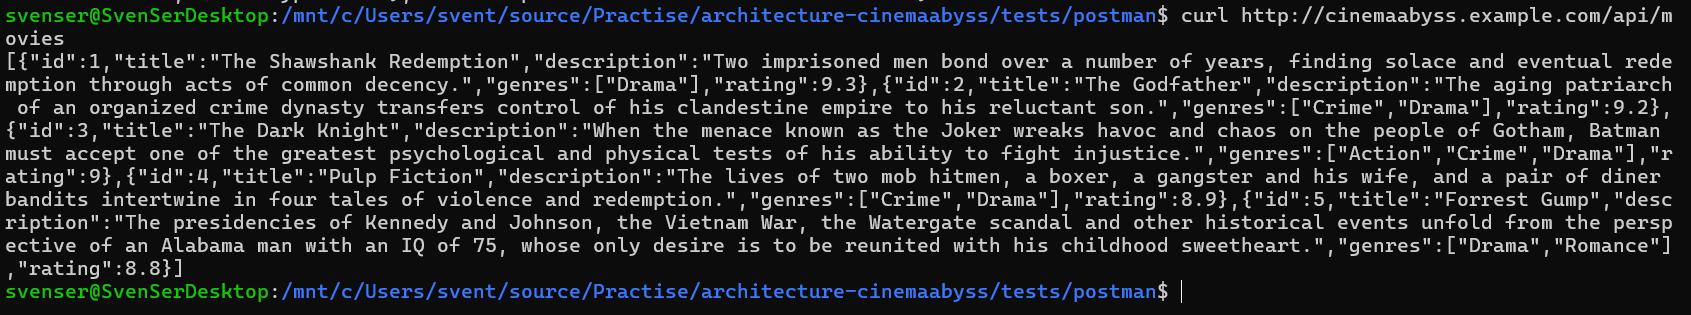 svenser@SvenSerDesktop:/mnt/c/Users/svent/source/Practise/architecture-cinemaabyss/tests/postman$ curl http://cinemaabyss.example.com/api/m
ovies
[{"id":1,"title":"The Shawshank Redemption","description":"Two imprisoned men bond over a number of years, finding solace and eventual rede
mption through acts of common decency.","genres":["Drama"],"rating":9.3},{"id":2,"title":"The Godfather","description":"The aging patriarch
 of an organized crime dynasty transfers control of his clandestine empire to his reluctant son.","genres":["Crime","Drama"],"rating":9.2},
{"id":3,"title":"The Dark Knight","description":"When the menace known as the Joker wreaks havoc and chaos on the people of Gotham, Batman
must accept one of the greatest psychological and physical tests of his ability to fight injustice.","genres":["Action","Crime","Drama"],"r
ating":9},{"id":4,"title":"Pulp Fiction","description":"The lives of two mob hitmen, a boxer, a gangster and his wife, and a pair of diner
bandits intertwine in four tales of violence and redemption.","genres":["Crime","Drama"],"rating":8.9},{"id":5,"title":"Forrest Gump","desc
ription":"The presidencies of Kennedy and Johnson, the Vietnam War, the Watergate scandal and other historical events unfold from the persp
ective of an Alabama man with an IQ of 75, whose only desire is to be reunited with his childhood sweetheart.","genres":["Drama","Romance"]
,"rating":8.8}]
svenser@SvenSerDesktop:/mnt/c/Users/svent/source/Practise/architecture-cinemaabyss/tests/postman$